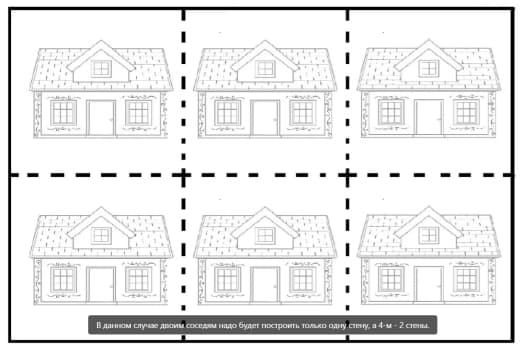 В данном случае двоим соседям надо будет построить только одну стену, а 4-м - 2 стены.